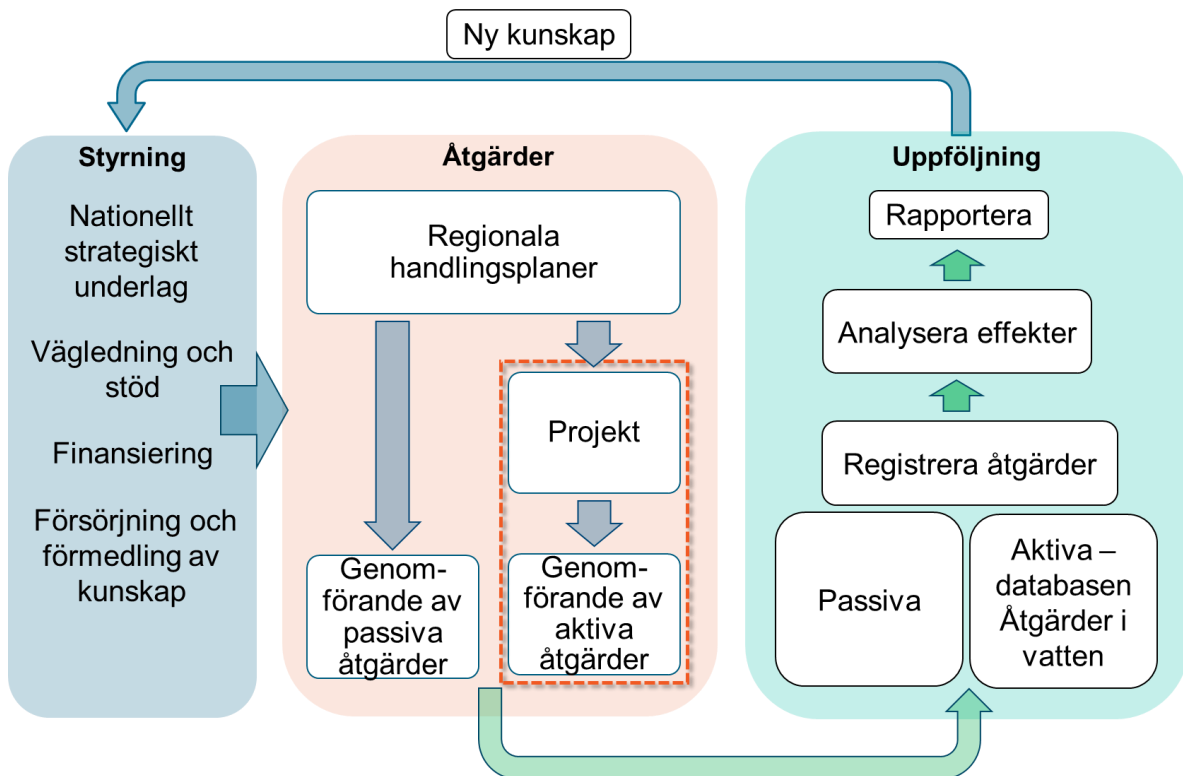 Ny kunskap
Styrning
Nationellt
strategiskt
underlag
Vägledning och
stöd
Finansiering
Försörjning och
förmedling av
kunskap
Åtgärder
Regionala
handlingsplaner
Projekt
Genom-
förande av
passiva
åtgärder
Genom-
förande av
aktiva
åtgärder
Uppföljning
Rapportera
Analysera effekter
Registrera åtgärder
Passiva
Aktiva –
databasen
Åtgärder i
vatten